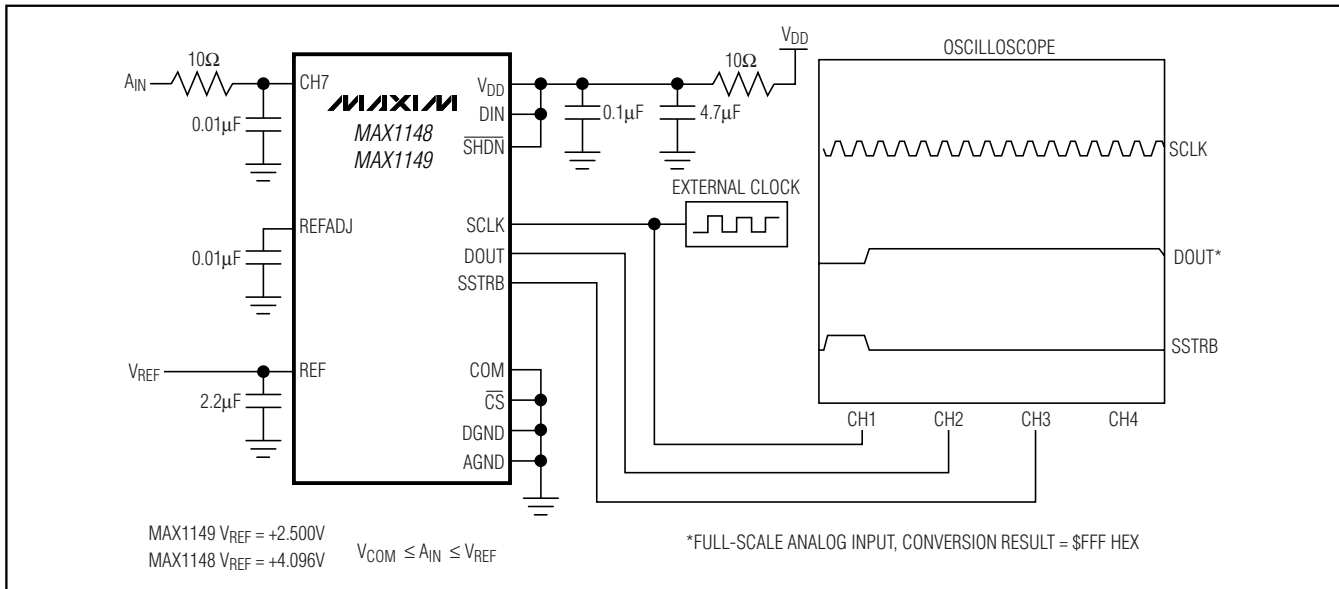 OSCILLOSCOPE
V_DD
10Ω
10Ω
A_IN
CH7
V_DD
MAXIM
DIN
0.1µF
4.7µF
0.01µF
MAX1148
S̅H̅D̅N̅
MAX1149
SCLK
EXTERNAL CLOCK
REFADJ
SCLK
DOUT
DOUT*
0.01µF
SSTRB
SSTRB
V_REF
REF
COM
2.2µF
C̅S̅
CH1
CH2
CH3
CH4
DGND
AGND
MAX1149 V_REF = +2.500V
MAX1148 V_REF = +4.096V
V_COM ≤ A_IN ≤ V_REF
*FULL-SCALE ANALOG INPUT, CONVERSION RESULT = $FFF HEX